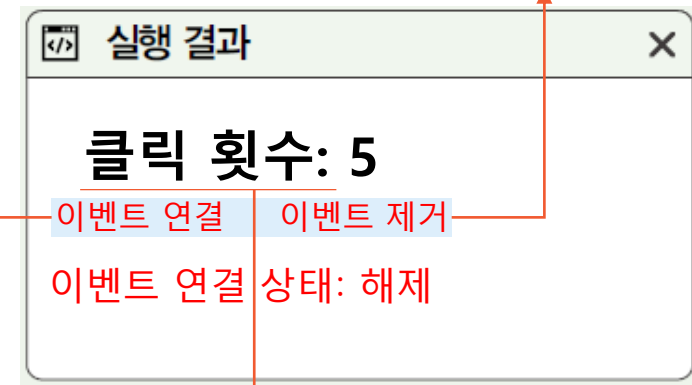 </> 실행 결과 ×
클릭 횟수: 5
이벤트 연결 이벤트 제거
이벤트 연결 상태: 해제